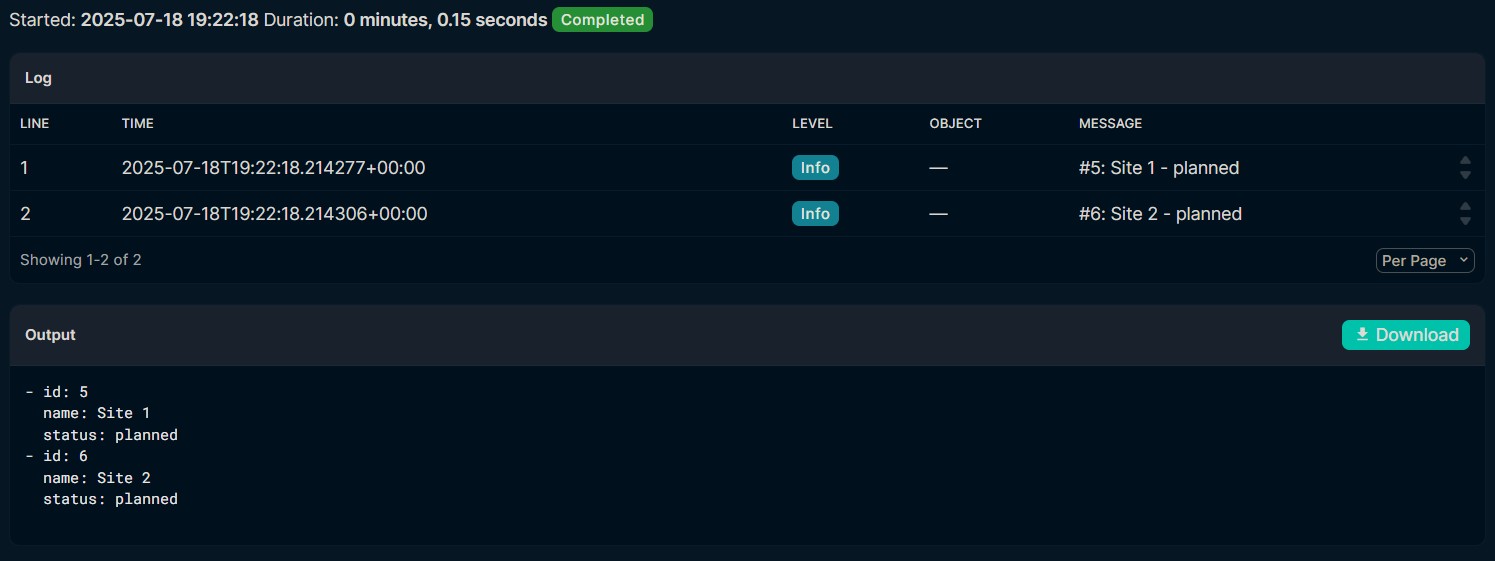 Started: 2025-07-18 19:22:18 Duration: 0 minutes, 0.15 seconds Completed
Log
LINE TIME LEVEL OBJECT MESSAGE
1 2025-07-18T19:22:18.214277+00:00 Info — #5: Site 1 - planned
2 2025-07-18T19:22:18.214306+00:00 Info — #6: Site 2 - planned
Showing 1-2 of 2 Per Page
Output Download
- id: 5
  name: Site 1
  status: planned
- id: 6
  name: Site 2
  status: planned